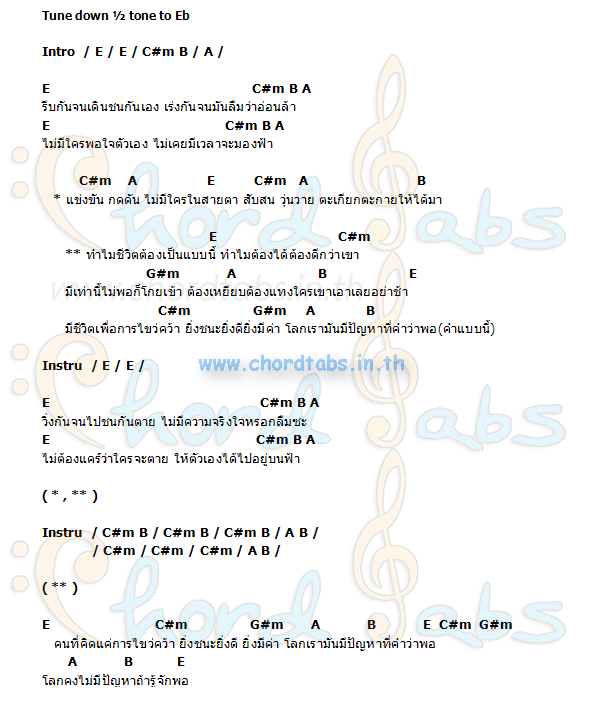 Tune down ½ tone to Eb
Intro / E / E / C#m B / A /
E C#m B A
รีบกันจนเดินชนกันเอง เร่งกันจนมันลืมว่าอ่อนล้า
E C#m B A
ไม่มีใครพอใจตัวเอง ไม่เคยมีเวลาจะมองฟ้า
C#m A E C#m A B
* แข่งขัน กดดัน ไม่มีใครในสายตา สับสน วุ่นวาย ตะเกียกตะกายให้ได้มา
E C#m
** ทำไมชีวิตต้องเป็นแบบนี้ ทำไมต้องได้ต้องดีกว่าเขา
G#m A B E
มีเท่านี้ไม่พอก็โกยเข้า ต้องเหยียบต้องแทงใครเขาเอาเลยอย่าช้า
C#m G#m A B
มีชีวิตเพื่อการไขว่คว้า ยิ่งชนะยิ่งดียิ่งมีค่า โลกเรามันมีปัญหาที่คำว่าพอ(คำแบบนี้)
www.chordtabs.in.th
Instru / E / E /
E C#m B A
วิ่งกันจนไปชนกันตาย ไม่มีความจริงใจหรอกลืมซะ
E C#m B A
ไม่ต้องแคร์ว่าใครจะตาย ให้ตัวเองได้ไปอยู่บนฟ้า
( * , ** )
Instru / C#m B / C#m B / C#m B / A B /
/ C#m / C#m / C#m / A B /
( ** )
E C#m G#m A B E C#m G#m
คนที่คิดแค่การไขว่คว้า ยิ่งชนะยิ่งดี ยิ่งมีค่า โลกเรามันมีปัญหาที่คำว่าพอ
A B E
โลกคงไม่มีปัญหาถ้ารู้จักพอ